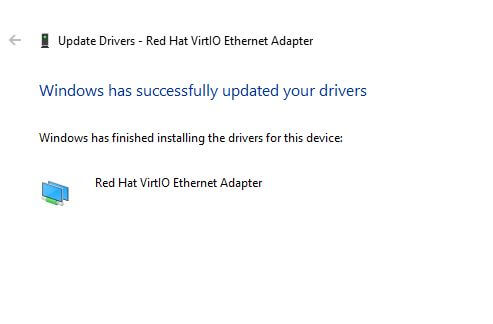 Update Drivers - Red Hat VirtIO Ethernet Adapter
Windows has successfully updated your drivers
Windows has finished installing the drivers for this device:
Red Hat VirtIO Ethernet Adapter